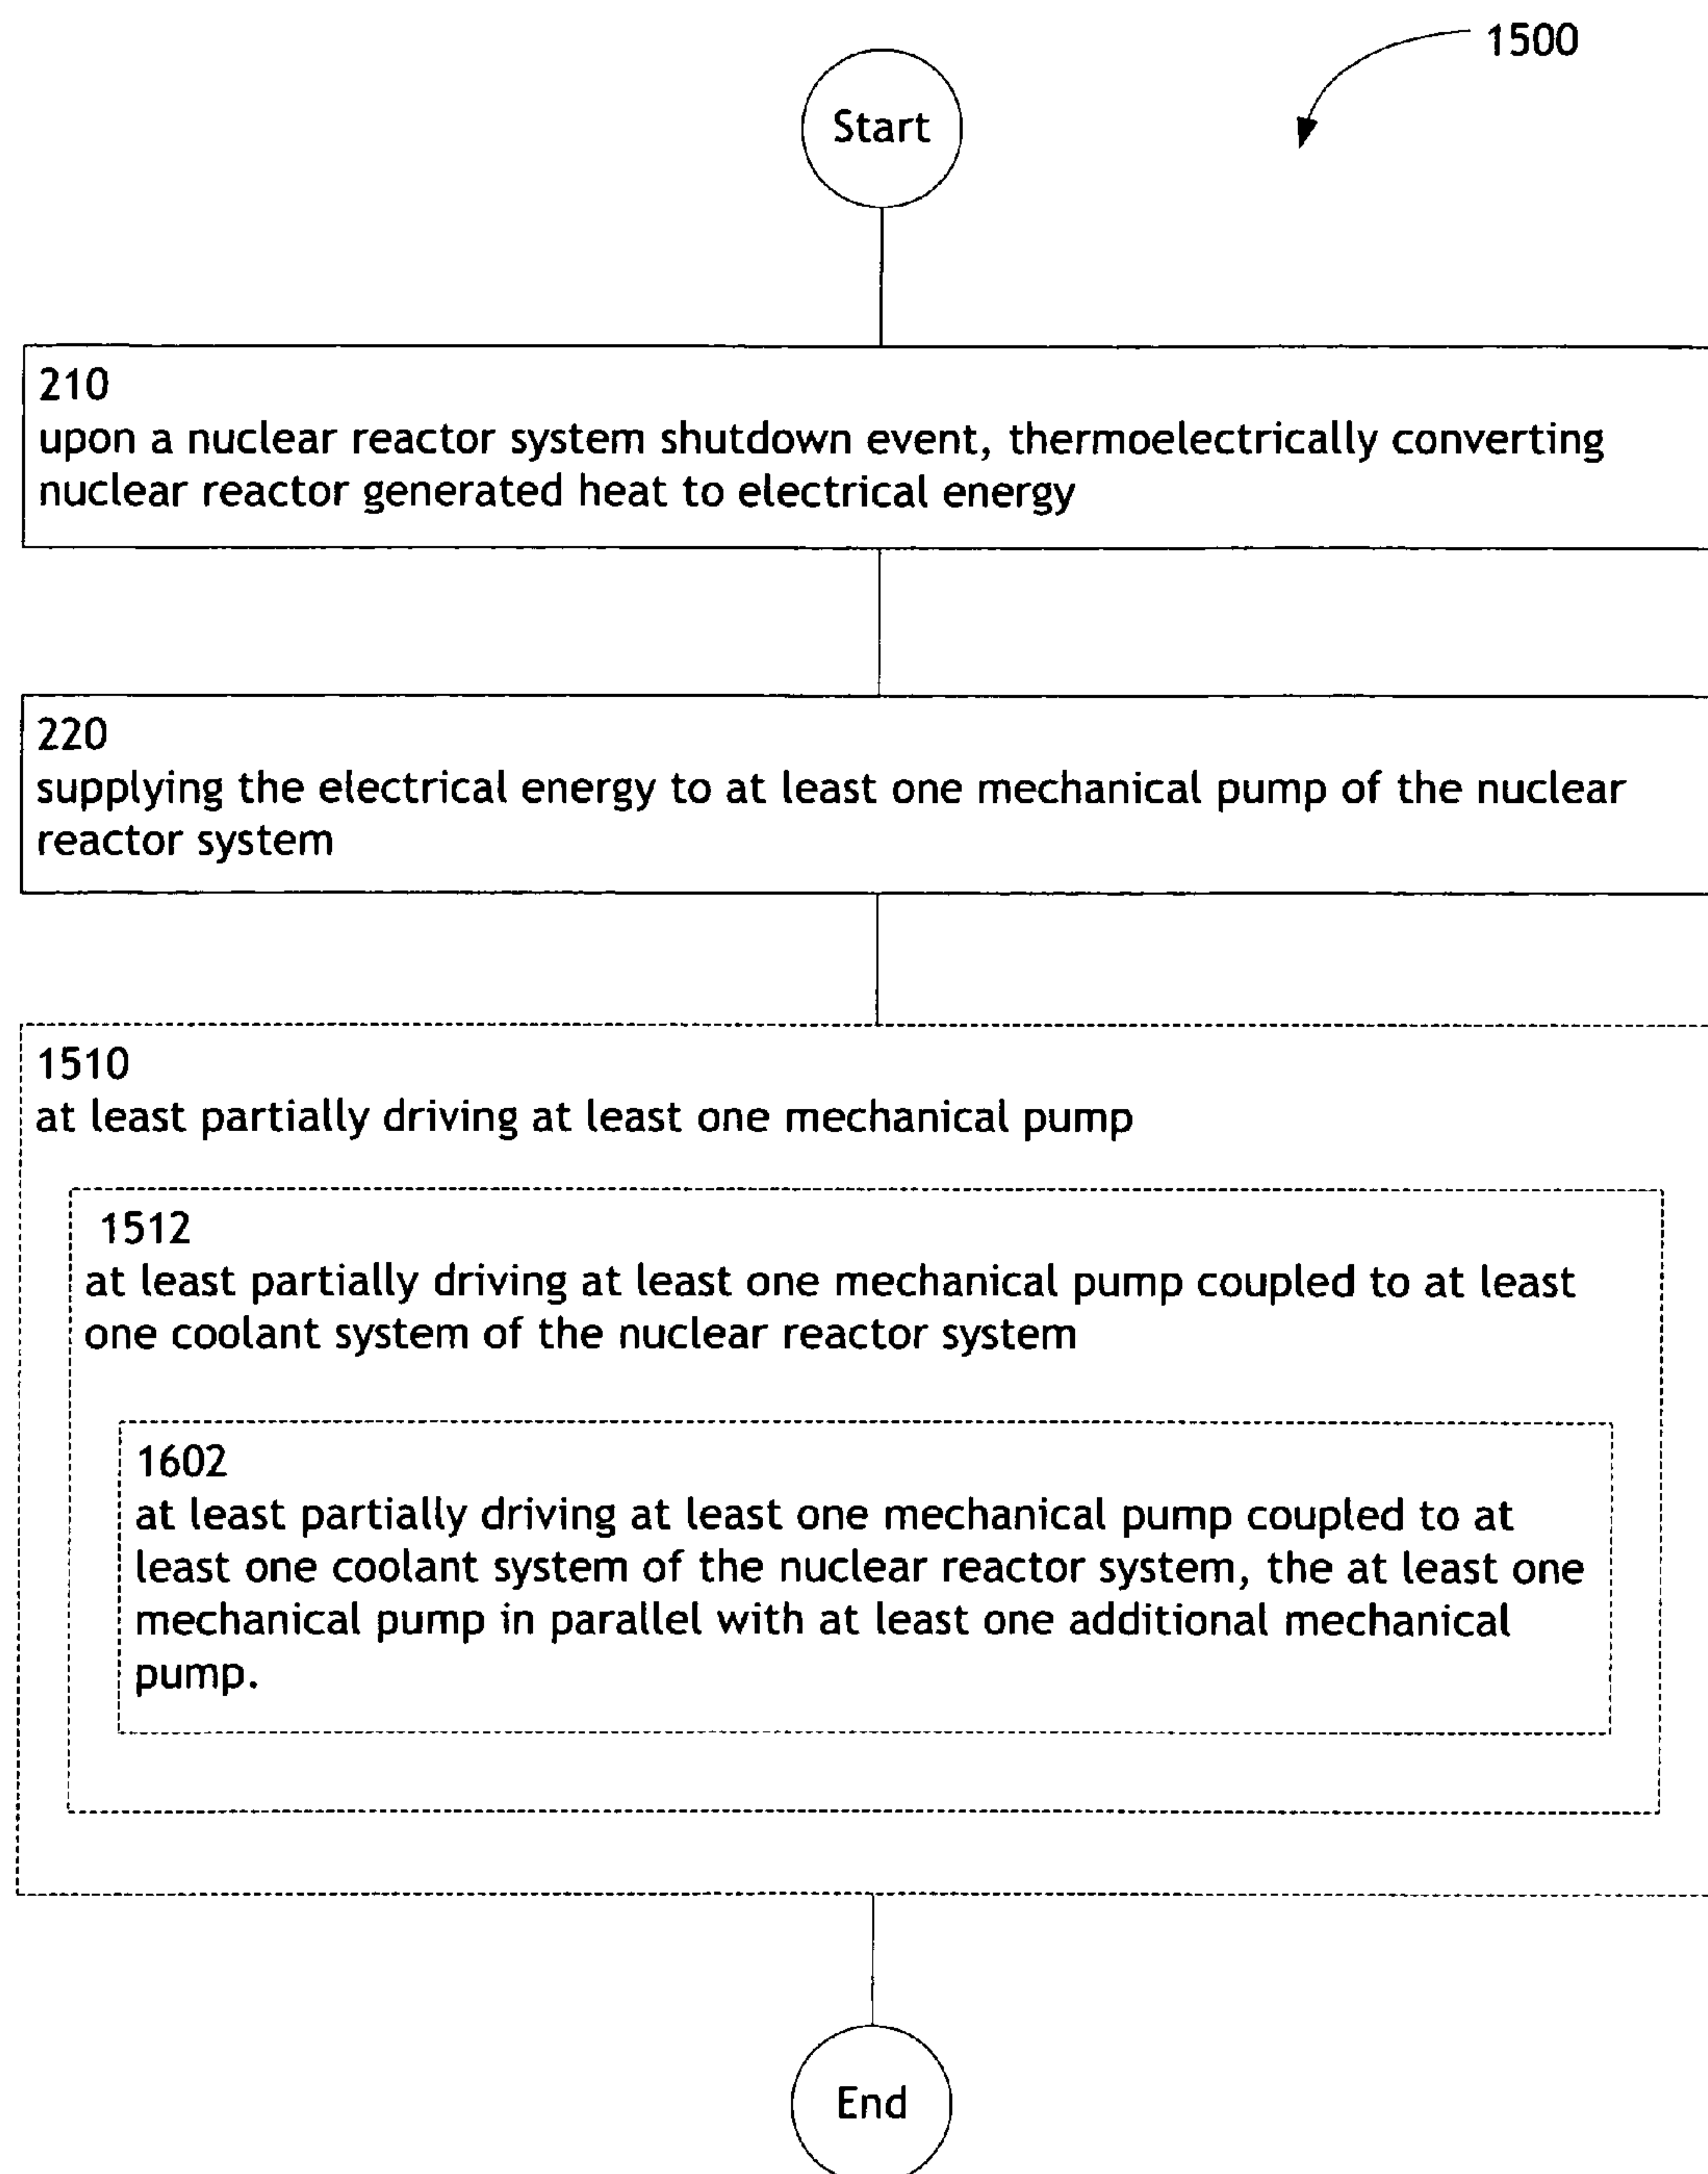 1500
Start
210
upon a nuclear reactor system shutdown event, thermoelectrically converting
nuclear reactor generated heat to electrical energy
220
supplying the electrical energy to at least one mechanical pump of the nuclear
reactor system
1510
at least partially driving at least one mechanical pump
1512
at least partially driving at least one mechanical pump coupled to at least
one coolant system of the nuclear reactor system
1602
at least partially driving at least one mechanical pump coupled to at
least one coolant system of the nuclear reactor system, the at least one
mechanical pump in parallel with at least one additional mechanical
pump.
End